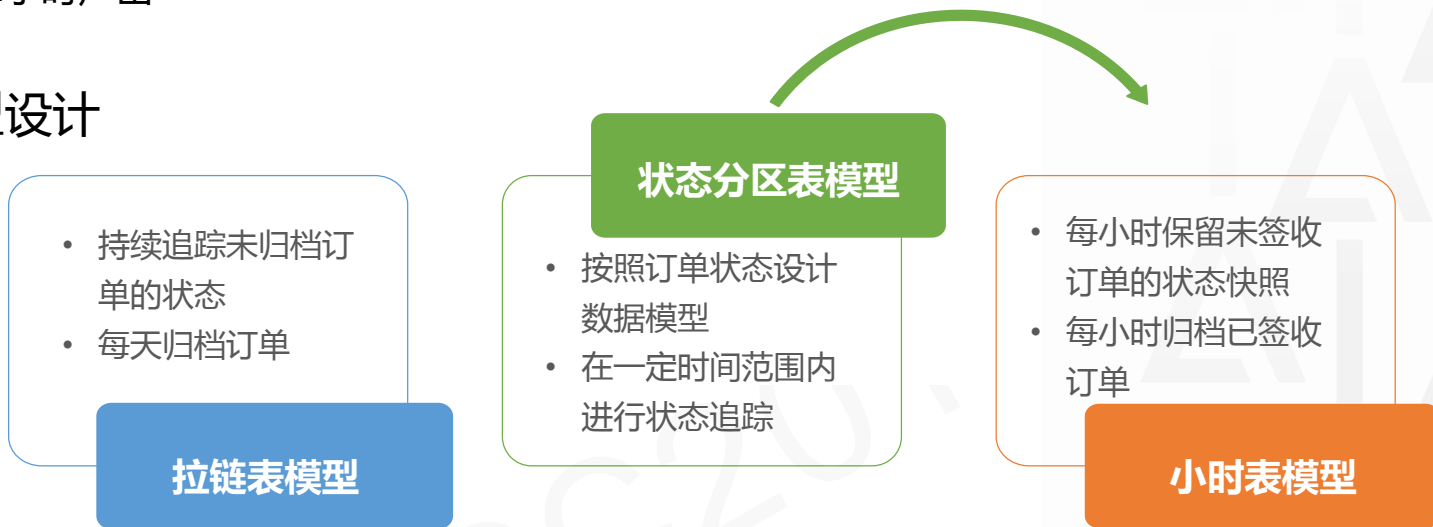 型设计
• 持续追踪未归档订
单的状态
• 每天归档订单
拉链表模型
状态分区表模型
• 按照订单状态设计
数据模型
• 在一定时间范围内
进行状态追踪
• 每小时保留未签收
订单的状态快照
• 每小时归档已签收
订单
小时表模型